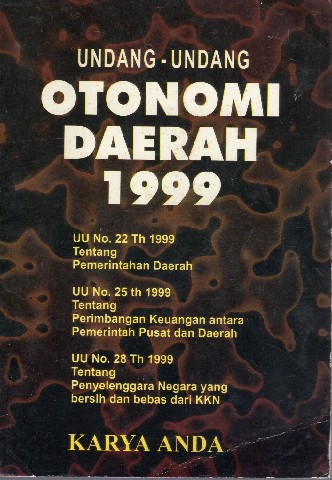 UNDANG - UNDANG
OTONOMI
DAERAH
1999
UU No. 22 Th 1999
Tentang
Pemerintahan Daerah
UU No. 25 th 1999
Tentang
Perimbangan Keuangan antara
Pemerintah Pusat dan Daerah
UU No. 28 Th 1999
Tentang
Penyelenggara Negara yang
bersih dan bebas dari KKN
KARYA ANDA